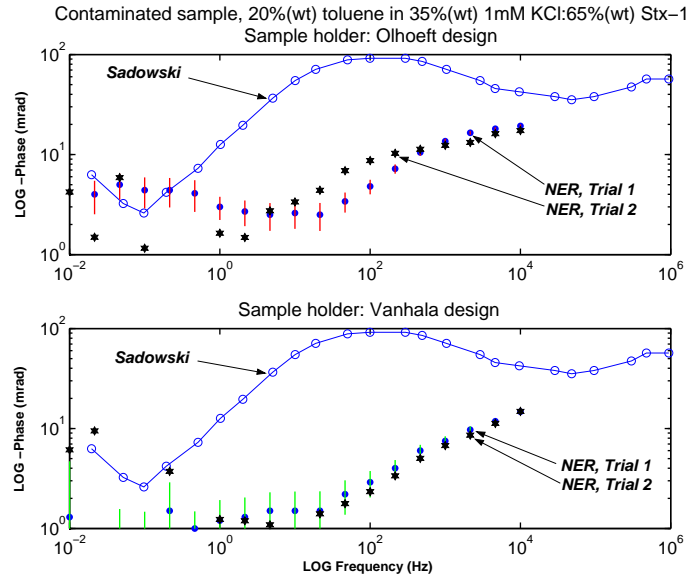 Contaminated sample, 20%(wt) toluene in 35%(wt) 1mM KCl:65%(wt) Stx−1
Sample holder: Olhoeft design
10^2
10^1
10^0
LOG −Phase (mrad)
Sadowski
NER, Trial 1
NER, Trial 2
10^−2 10^0 10^2 10^4 10^6
Sample holder: Vanhala design
10^2
10^1
10^0
LOG −Phase (mrad)
Sadowski
NER, Trial 1
NER, Trial 2
10^−2 10^0 10^2 10^4 10^6
LOG Frequency (Hz)